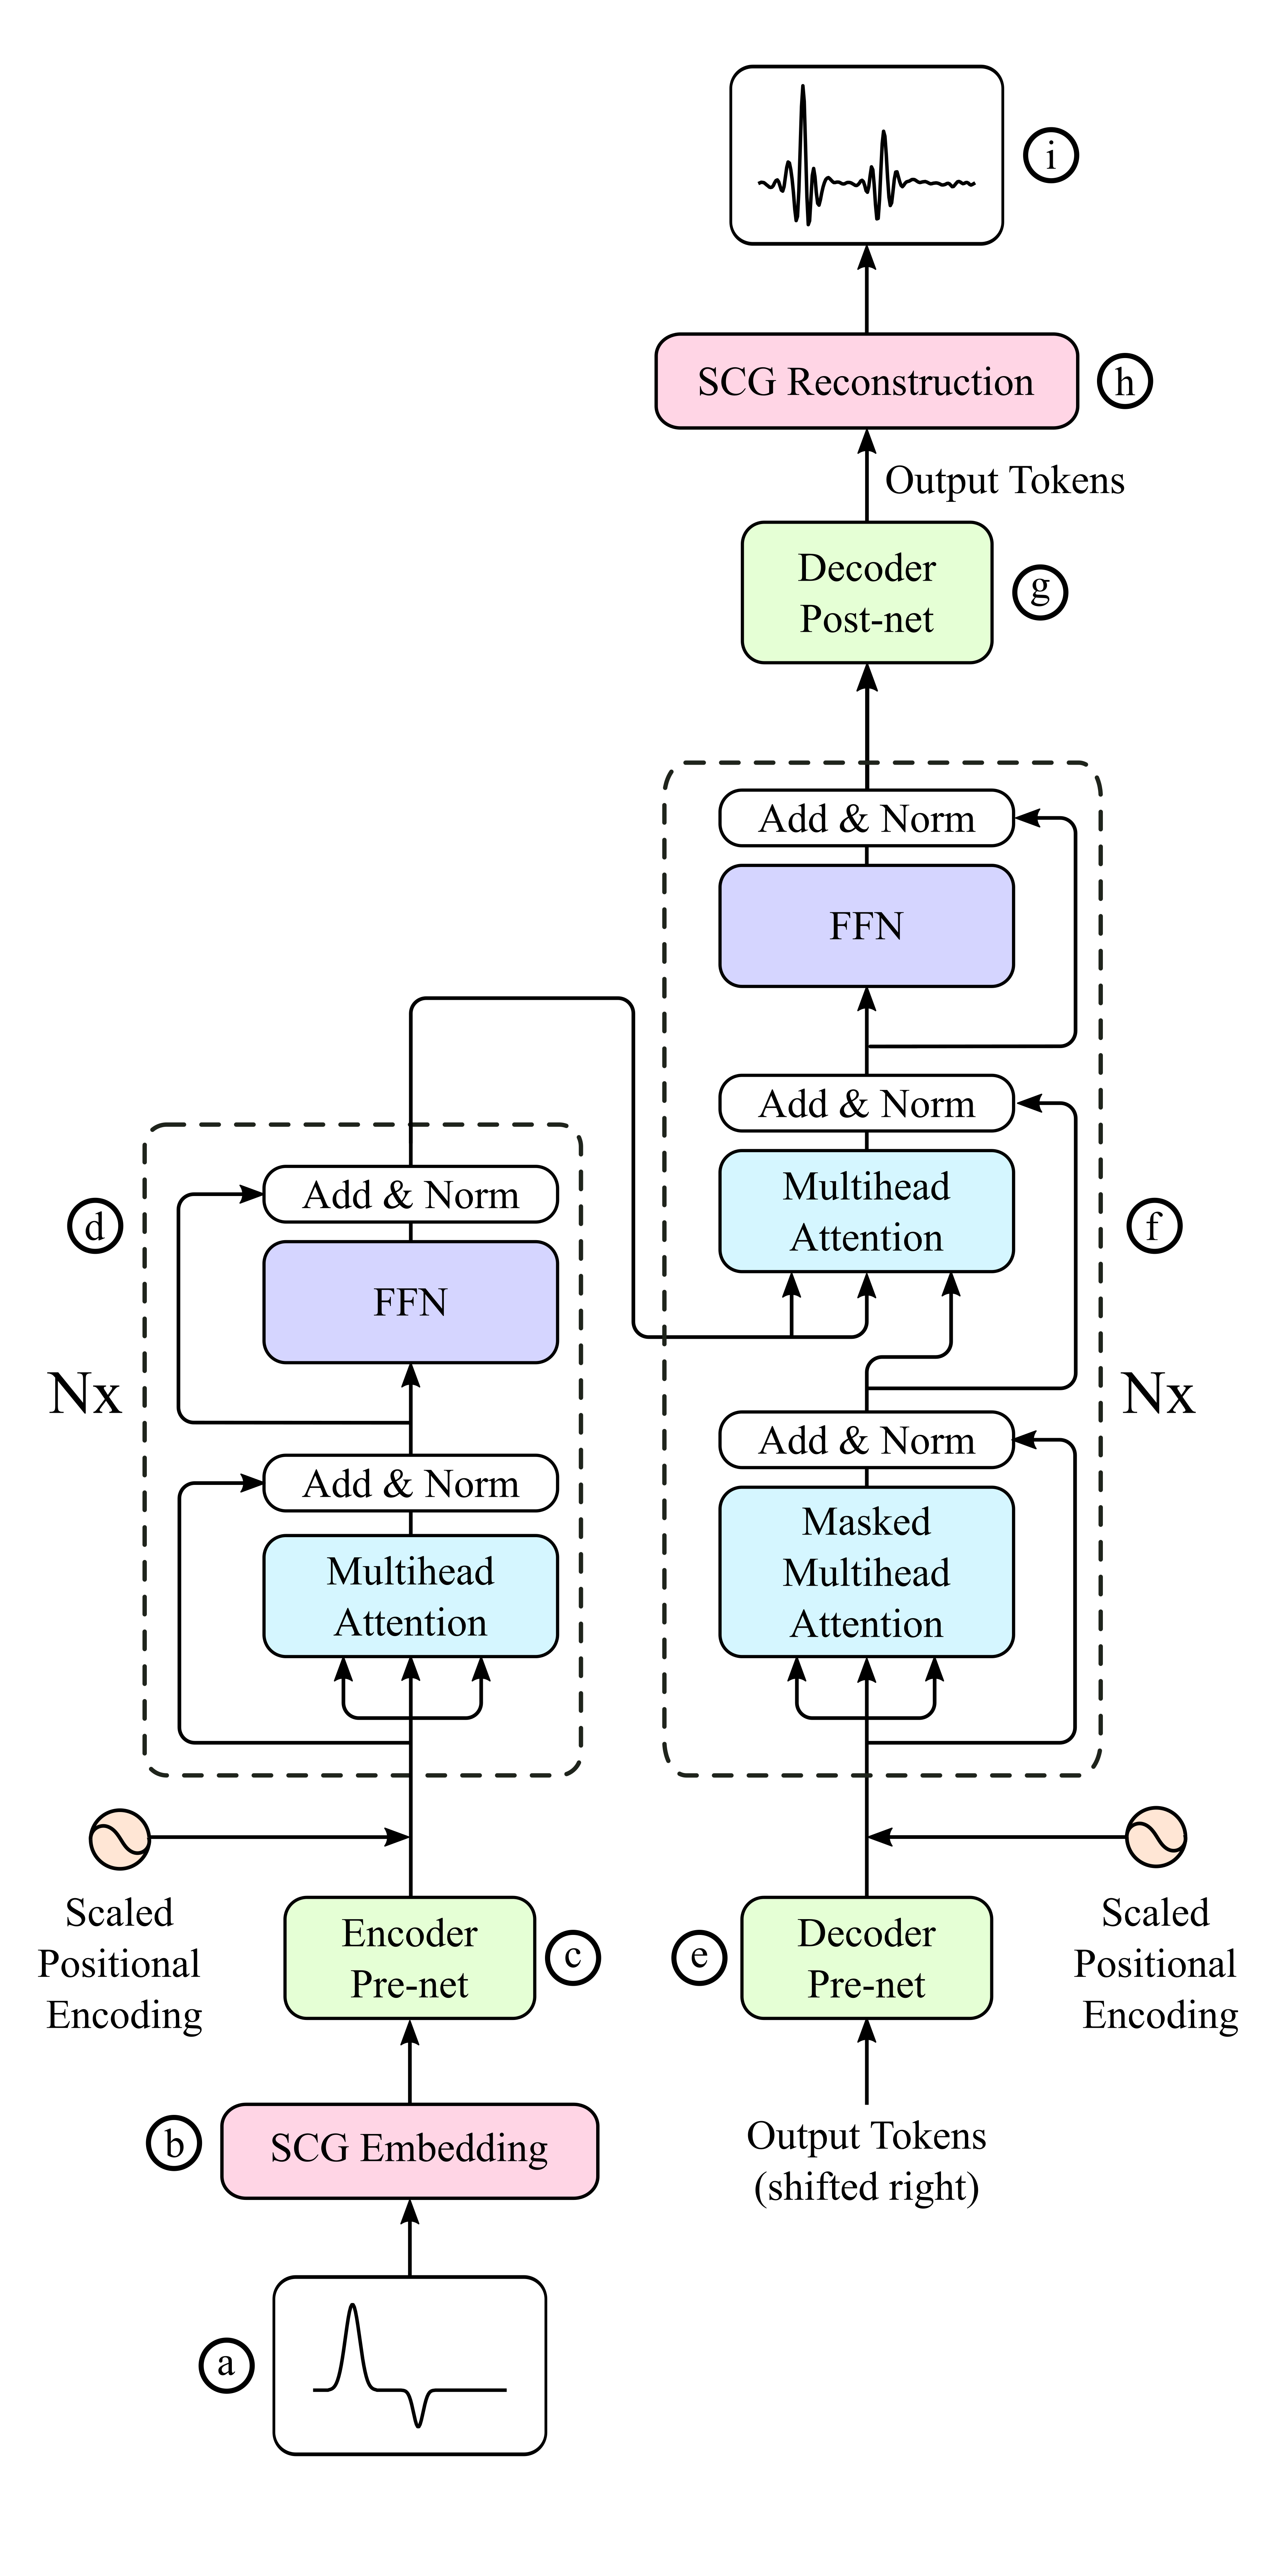 i
SCG Reconstruction
h
Output Tokens
Decoder
Post-net
g
Add & Norm
FFN
Add & Norm
Multihead
Attention
f
Nx
Add & Norm
Masked
Multihead
Attention
d
Add & Norm
FFN
Nx
Add & Norm
Multihead
Attention
Scaled
Positional
Encoding
Encoder
Pre-net
c
e
Decoder
Pre-net
Scaled
Positional
Encoding
b
SCG Embedding
Output Tokens
(shifted right)
a